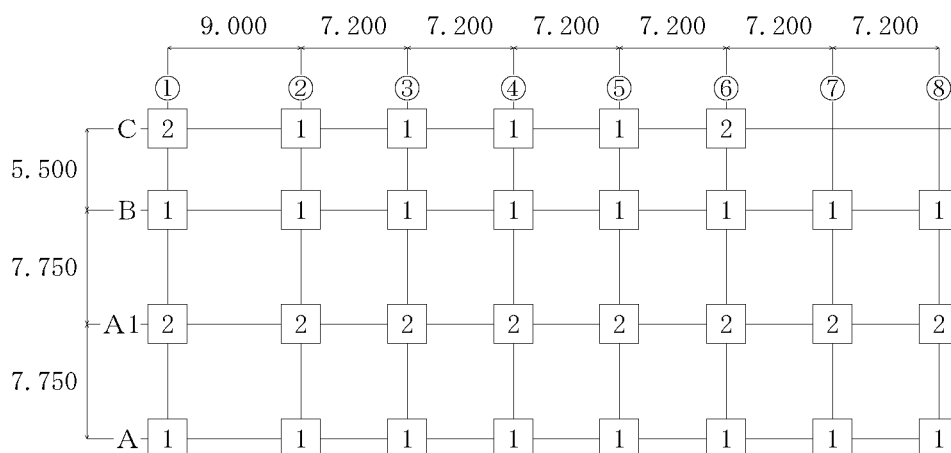 9.000 7.200 7.200 7.200 7.200 7.200 7.200
① ② ③ ④ ⑤ ⑥ ⑦ ⑧
C 2 1 1 1 1 2
5.500
B 1 1 1 1 1 1 1 1
7.750
A1 2 2 2 2 2 2 2 2
7.750
A 1 1 1 1 1 1 1 1